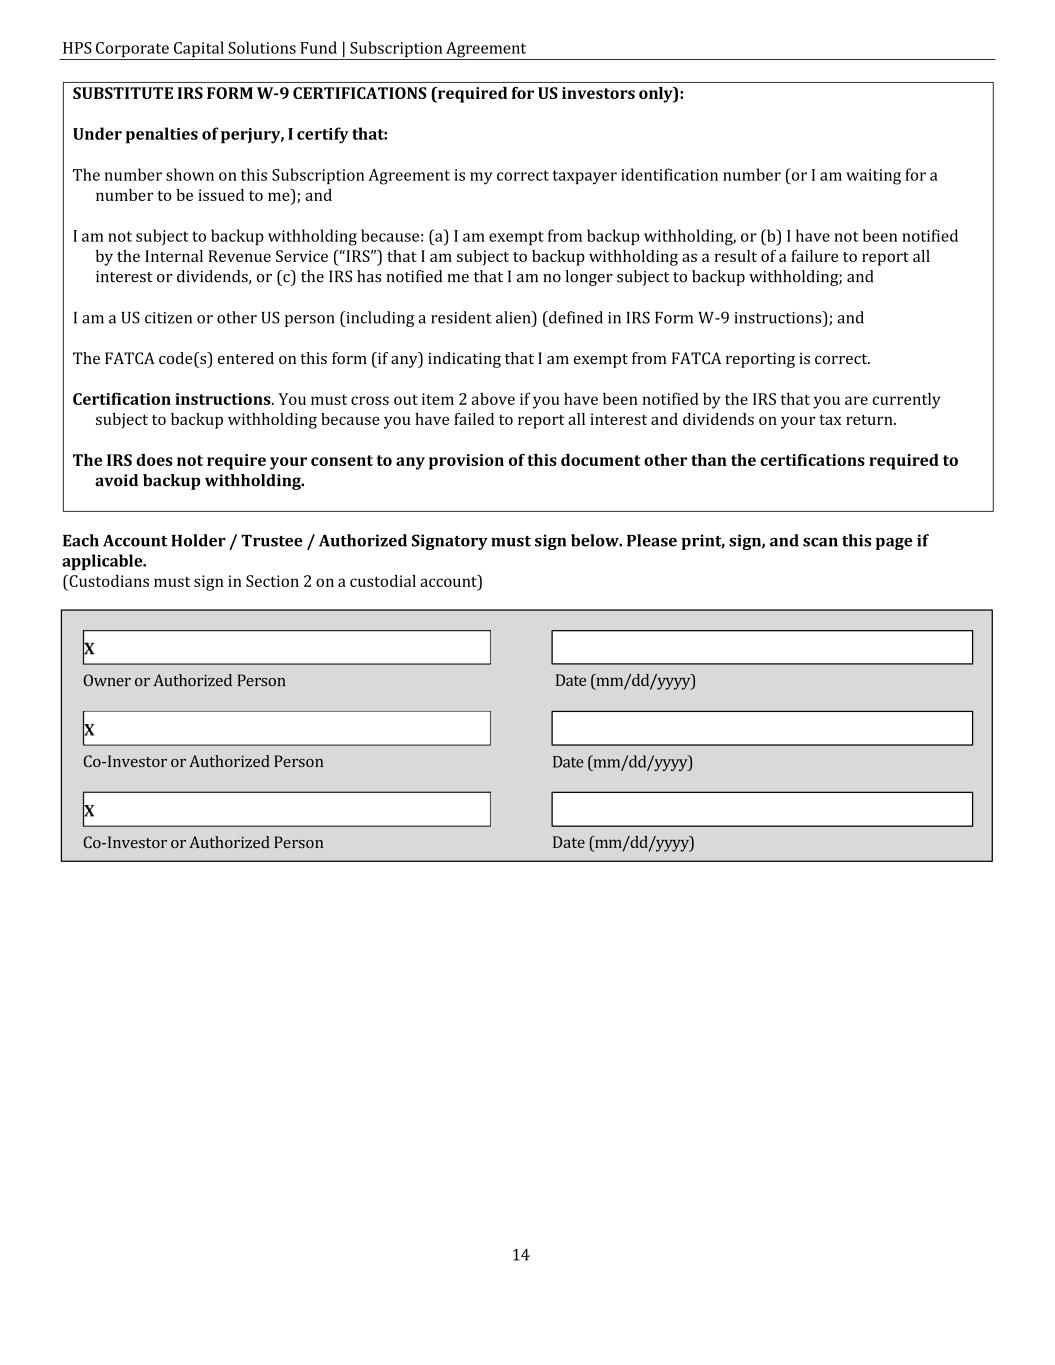 HPS Corporate Capital Solutions Fund | Subscription Agreement
SUBSTITUTE IRS FORM W-9 CERTIFICATIONS (required for US investors only):
Under penalties of perjury, I certify that:
The number shown on this Subscription Agreement is my correct taxpayer identification number (or I am waiting for a
number to be issued to me); and
I am not subject to backup withholding because: (a) I am exempt from backup withholding, or (b) I have not been notified
by the Internal Revenue Service (“IRS”) that I am subject to backup withholding as a result of a failure to report all
interest or dividends, or (c) the IRS has notified me that I am no longer subject to backup withholding; and
I am a US citizen or other US person (including a resident alien) (defined in IRS Form W-9 instructions); and
The FATCA code(s) entered on this form (if any) indicating that I am exempt from FATCA reporting is correct.
Certification instructions. You must cross out item 2 above if you have been notified by the IRS that you are currently
subject to backup withholding because you have failed to report all interest and dividends on your tax return.
The IRS does not require your consent to any provision of this document other than the certifications required to
avoid backup withholding.
Each Account Holder / Trustee / Authorized Signatory must sign below. Please print, sign, and scan this page if
applicable.
(Custodians must sign in Section 2 on a custodial account)
X
Owner or Authorized Person
Date (mm/dd/yyyy)
X
Co-Investor or Authorized Person
Date (mm/dd/yyyy)
X
Co-Investor or Authorized Person
Date (mm/dd/yyyy)
14